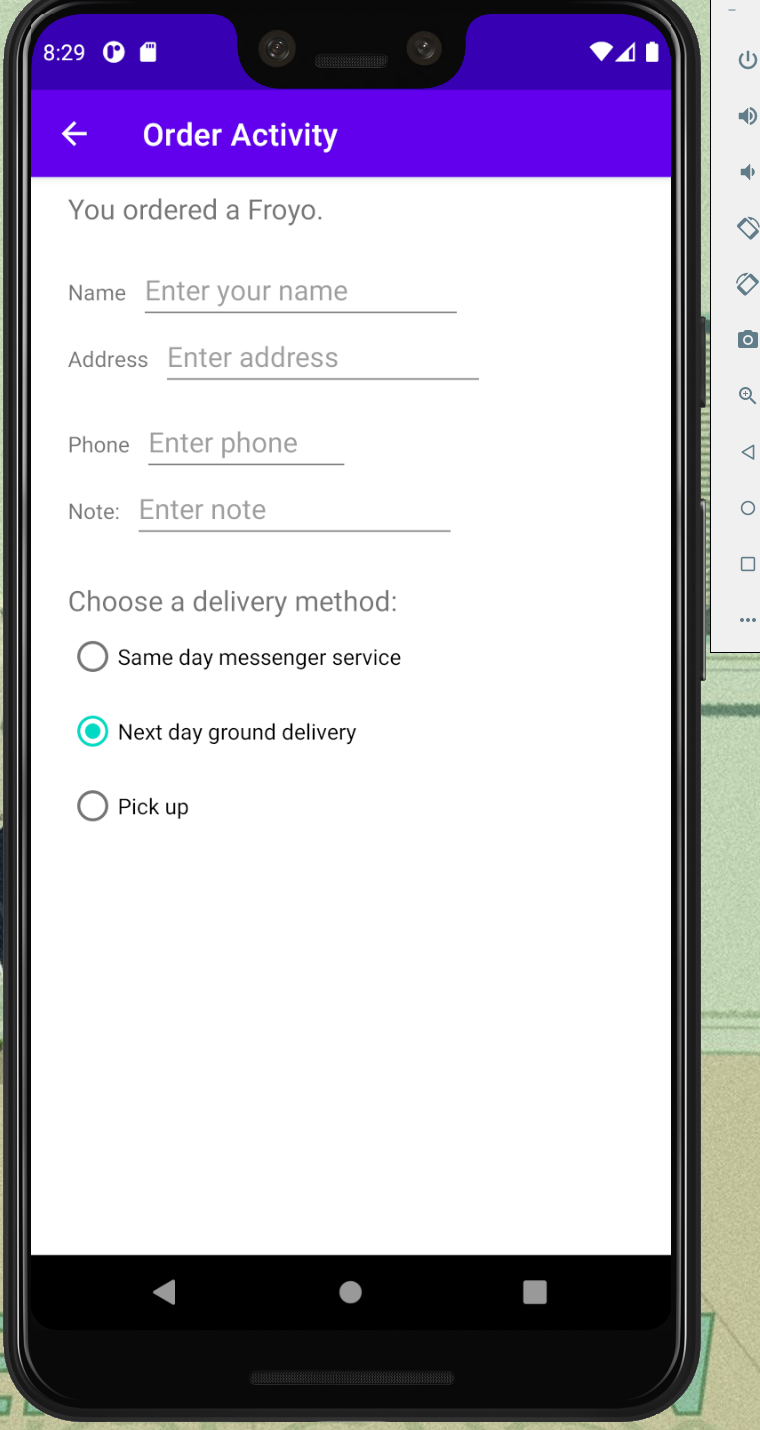 8:29
Order Activity
You ordered a Froyo.
Name Enter your name
Address Enter address
Phone Enter phone
Note: Enter note
Choose a delivery method:
Same day messenger service
Next day ground delivery
Pick up